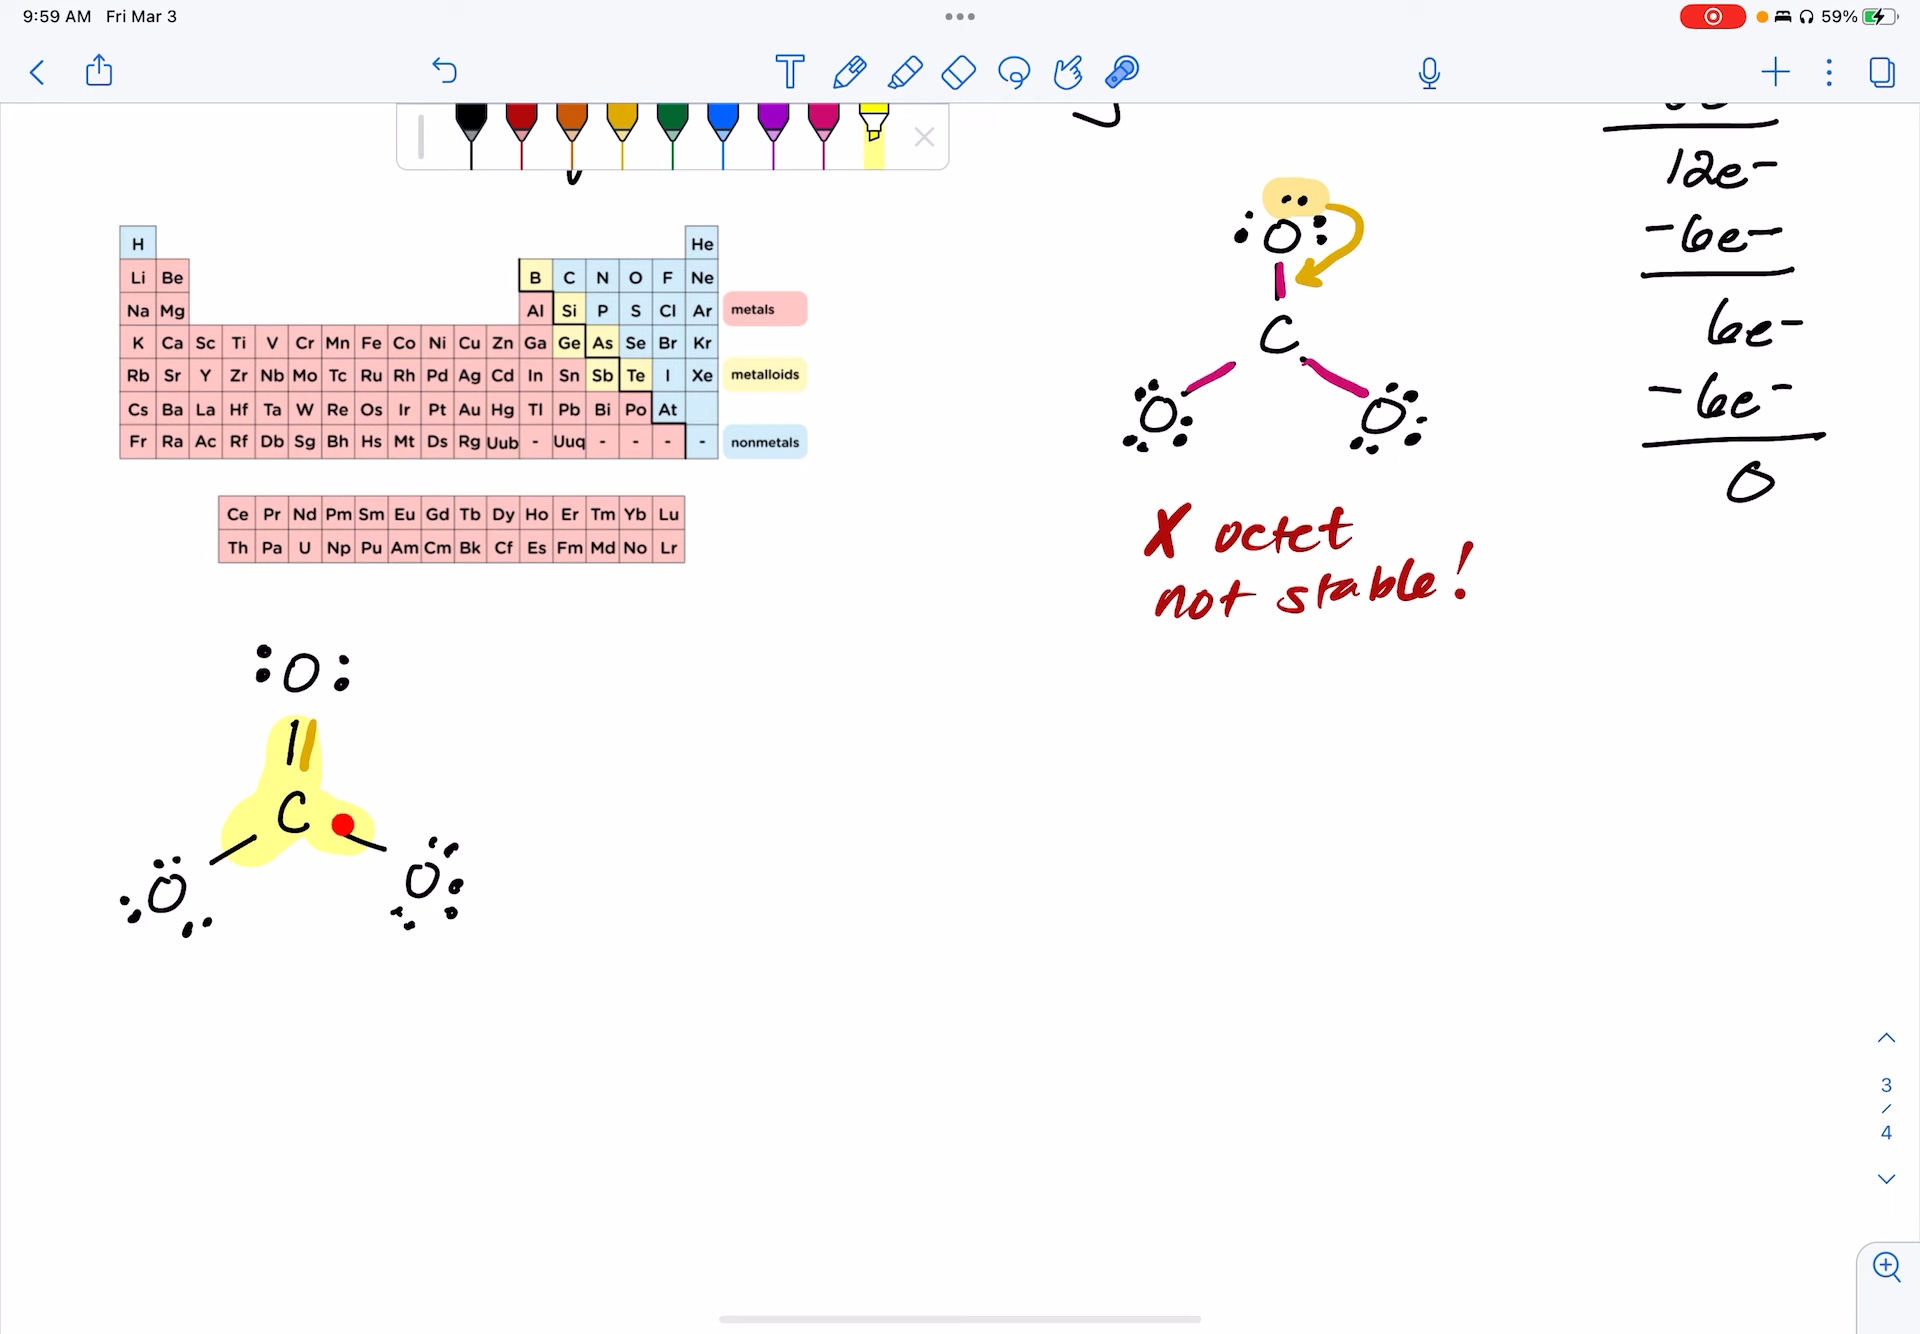 9:59 AM Fri Mar 3
59%
12e-
-6e-
6e-
-6e-
0
H He
Li Be B C N O F Ne
Na Mg Al Si P S Cl Ar metals
K Ca Sc Ti V Cr Mn Fe Co Ni Cu Zn Ga Ge As Se Br Kr
Rb Sr Y Zr Nb Mo Tc Ru Rh Pd Ag Cd In Sn Sb Te I Xe metalloids
Cs Ba La Hf Ta W Re Os Ir Pt Au Hg Tl Pb Bi Po At
Fr Ra Ac Rf Db Sg Bh Hs Mt Ds Rg Uub - Uuq - - - - nonmetals
Ce Pr Nd Pm Sm Eu Gd Tb Dy Ho Er Tm Yb Lu
Th Pa U Np Pu Am Cm Bk Cf Es Fm Md No Lr
O
C
O O
X octet
not stable!
O
C
O O
3
/
4